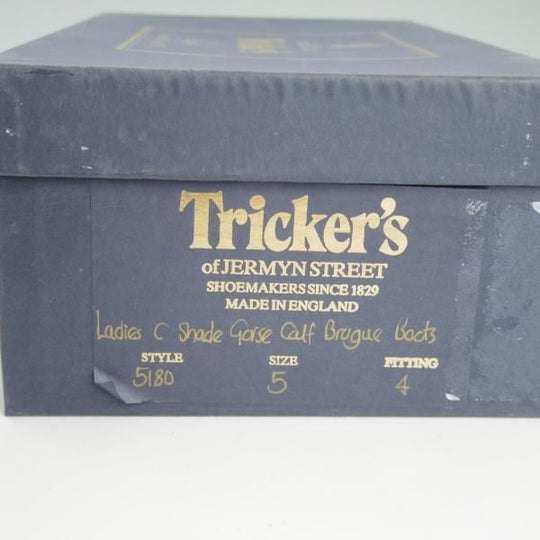 Tricker's
of JERMYN STREET
SHOEMAKERS SINCE 1829
MADE IN ENGLAND
Ladies C Shade Gorse Calf Brogue Boots
STYLE SIZE FITTING
5180 5 4